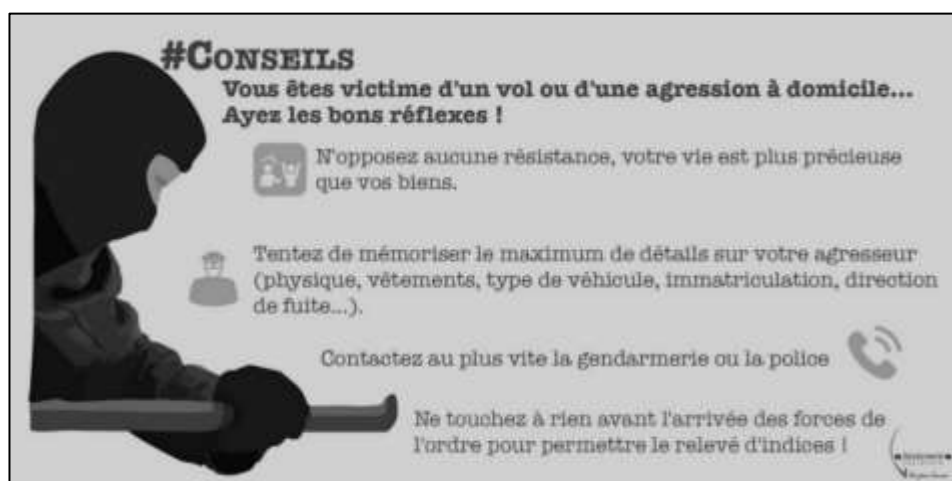 #CONSEILS
Vous êtes victime d'un vol ou d'une agression à domicile...
Ayez les bons réflexes !
N'opposez aucune résistance, votre vie est plus précieuse
que vos biens.
Tentez de mémoriser le maximum de détails sur votre agresseur
(physique, vêtements, type de véhicule, immatriculation, direction
de fuite...).
Contactez au plus vite la gendarmerie ou la police
Ne touchez à rien avant l'arrivée des forces de
l'ordre pour permettre le relevé d'indices !